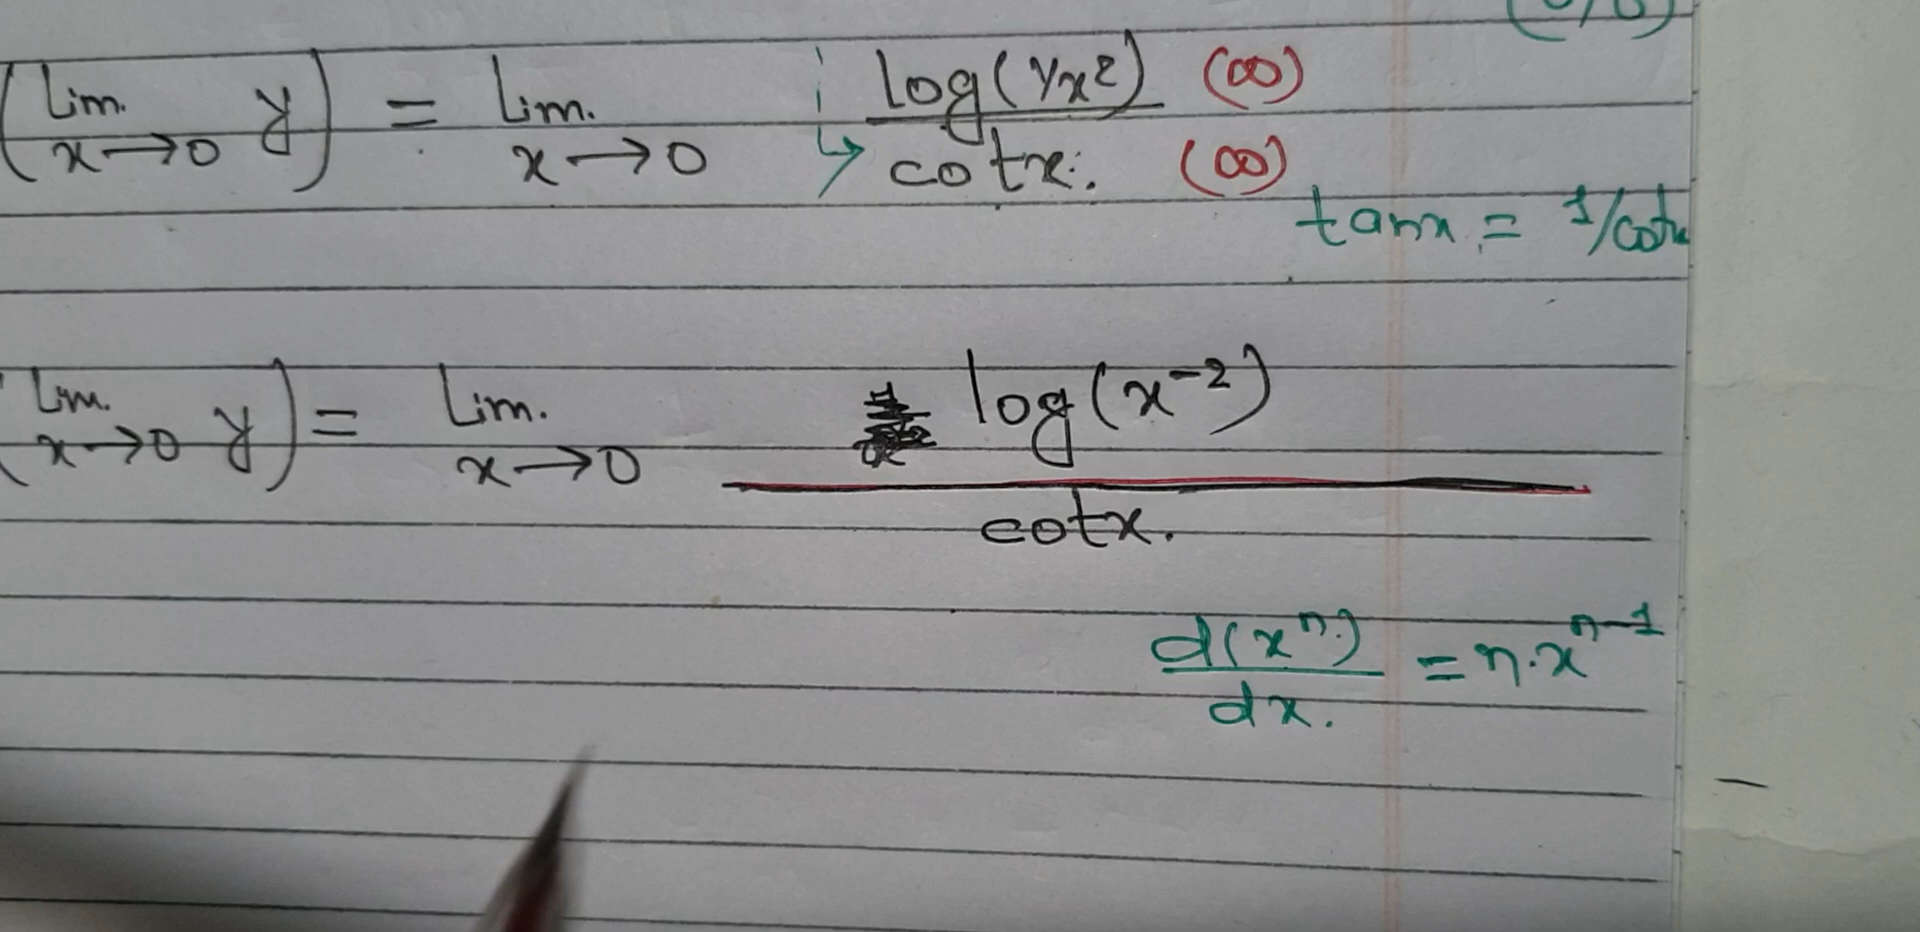 (lim. x→0 y) = lim. x→0 log(1/x²) (∞)
cotx. (∞)
tanx = 1/cotx
(lim. x→0 y) = lim. x→0 log(x⁻²)
cotx.
d(xⁿ) = n.xⁿ⁻¹
dx.